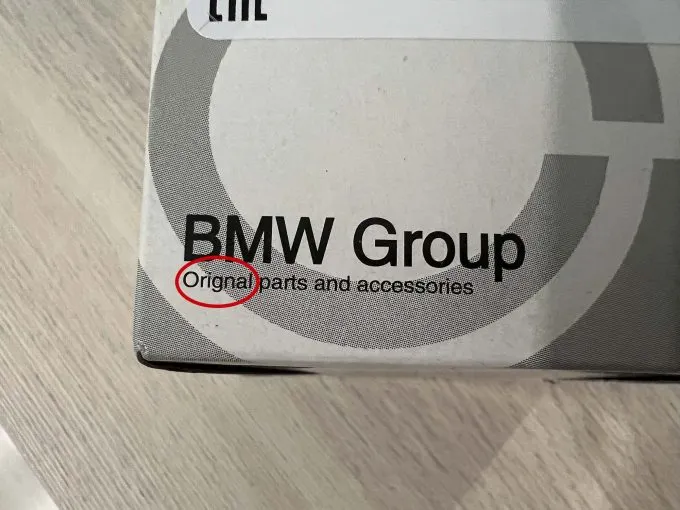 BMW Group
Orignal parts and accessories